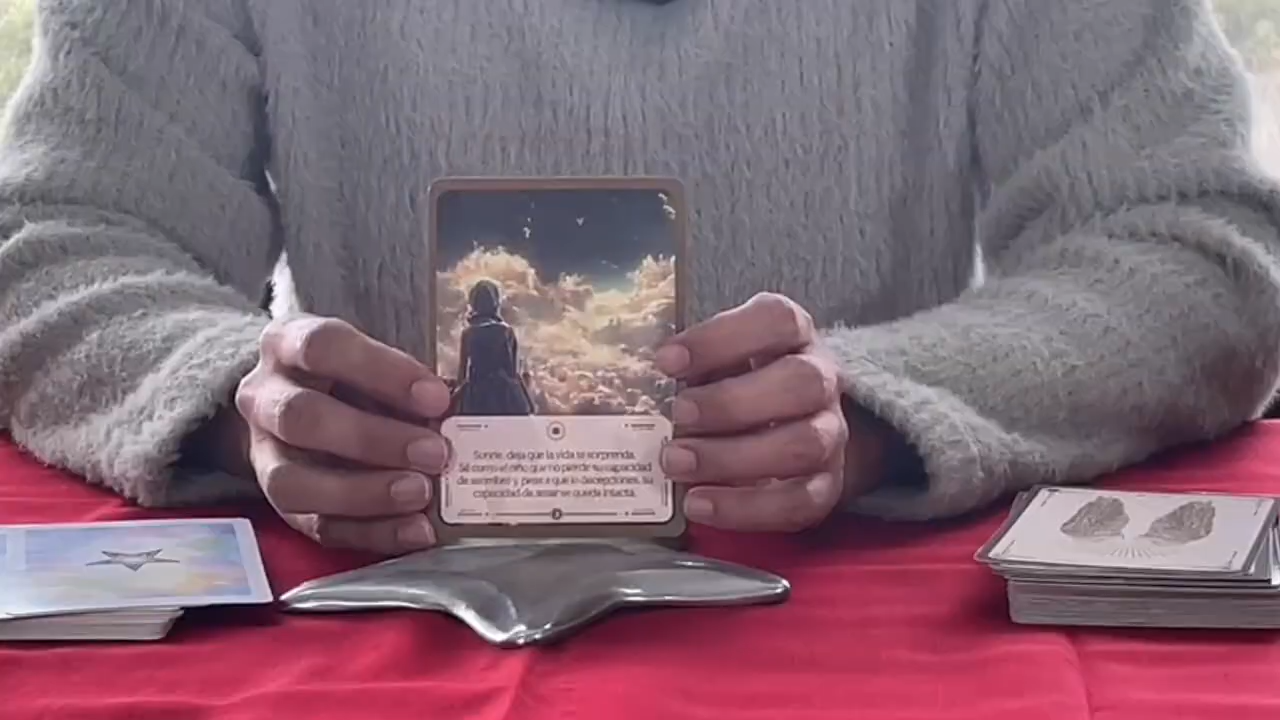 Sonríe, deja que la vida te sorprenda.
Sé como el niño que no pierde su capacidad
de asombro y, pese a que lo decepciones, su
capacidad de amar se queda intacta.